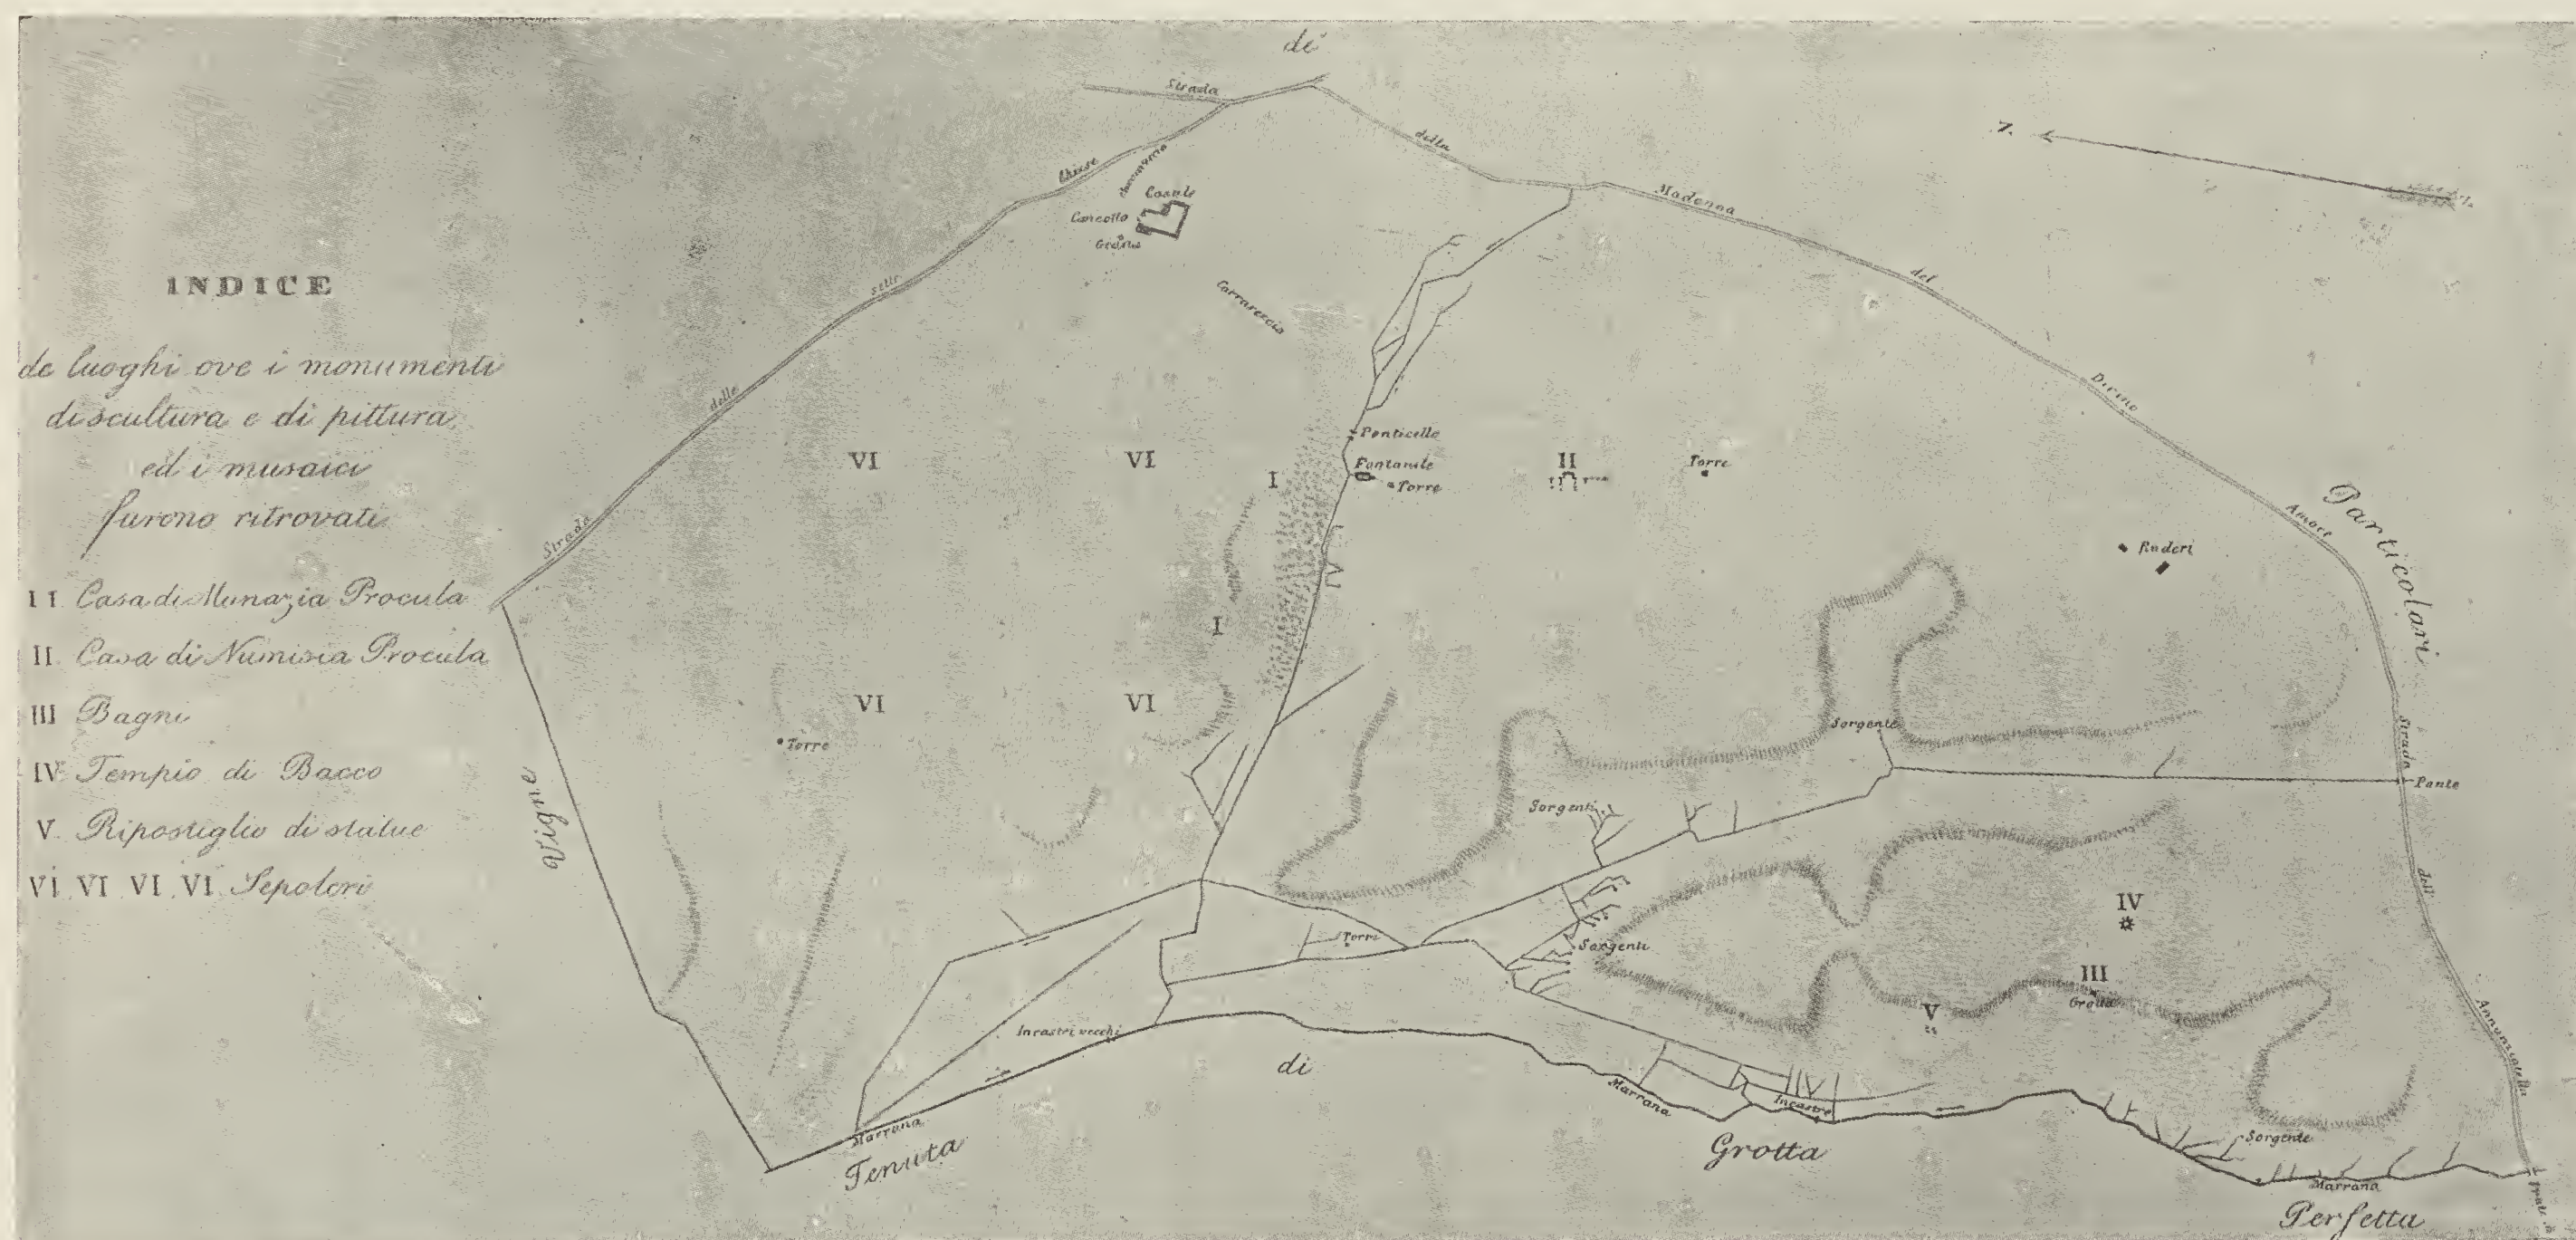 INDICE
de luoghi ove i monumenti
di scultura e di pittura
ed i musaici
furono ritrovati
I I Casa di Munazia Procula
II Casa di Numisia Procula
III Bagni
IV Tempio di Bacco
V. Ripostiglio di statue
VI VI VI VI Sepolcri
di
Strada
delle
sette
Chiese
Strada
della
Madonna
del
Divino
Amore
Casale
Carrareccia
Ponticello
Fontanile
Torre
II
Torre
VI
VI
I
IV
I
VI
VI
Torre
Ruderi
Particolari
Strada
Ponte
dell
Annunziatella
Sorgente
Sorgenti
Sorgenti
Torre
IV
III
Grotta
V
Vigne
Incastri vecchi
Marrana
Tenuta
di
Marrana
Incastro
Grotta
Sorgente
Marrana
Perfetta